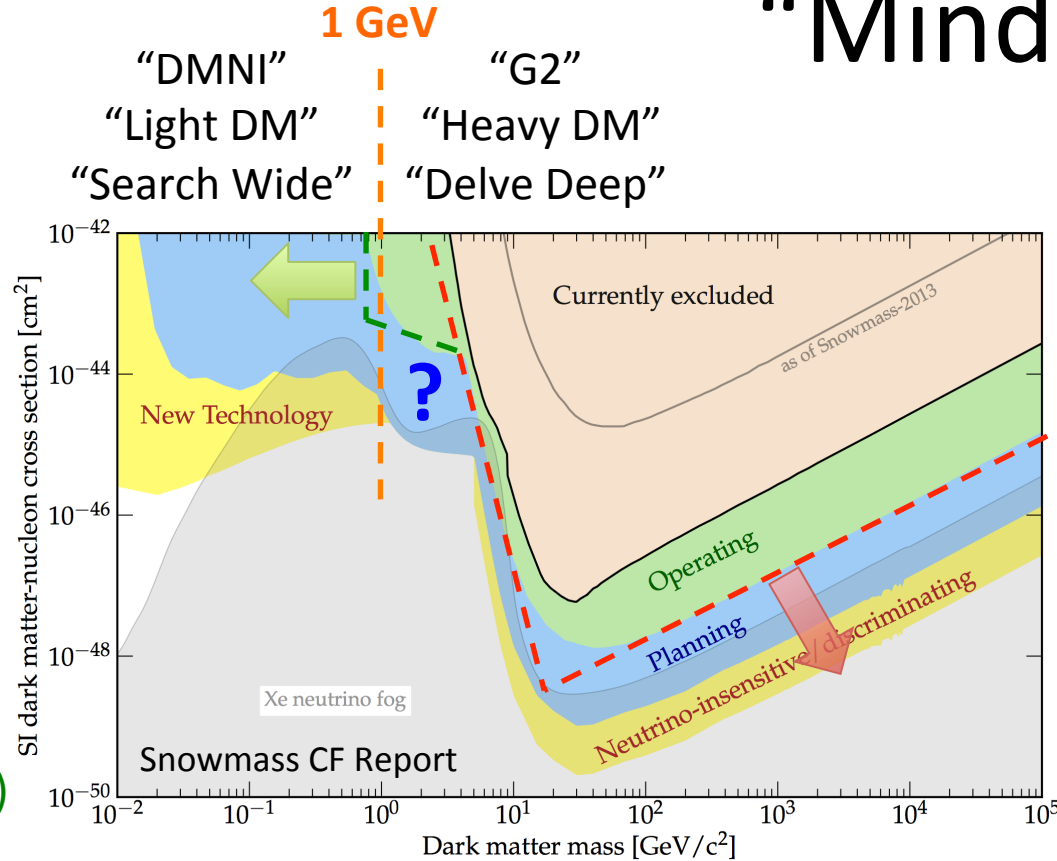 “Mind
1 GeV
“DMNI” “G2”
“Light DM” “Heavy DM”
“Search Wide” “Delve Deep”
SI dark matter-nucleon cross section [cm²]
10⁻⁴²
10⁻⁴⁴
10⁻⁴⁶
10⁻⁴⁸
10⁻⁵⁰
Currently excluded
as of Snowmass-2013
?
New Technology
Operating
Planning
Neutrino-insensitive/discriminating
Xe neutrino fog
Snowmass CF Report
)
10⁻² 10⁻¹ 10⁰ 10¹ 10² 10³ 10⁴ 10⁵
Dark matter mass [GeV/c²]